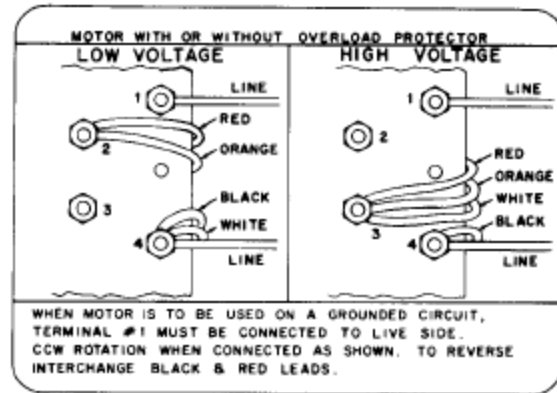 MOTOR WITH OR WITHOUT OVERLOAD PROTECTOR
LOW VOLTAGE
1
LINE
RED
2
ORANGE
3
BLACK
WHITE
4
LINE
HIGH VOLTAGE
1
LINE
2
RED
ORANGE
WHITE
3
BLACK
4
LINE
WHEN MOTOR IS TO BE USED ON A GROUNDED CIRCUIT,
TERMINAL #1 MUST BE CONNECTED TO LIVE SIDE.
CCW ROTATION WHEN CONNECTED AS SHOWN. TO REVERSE
INTERCHANGE BLACK & RED LEADS.